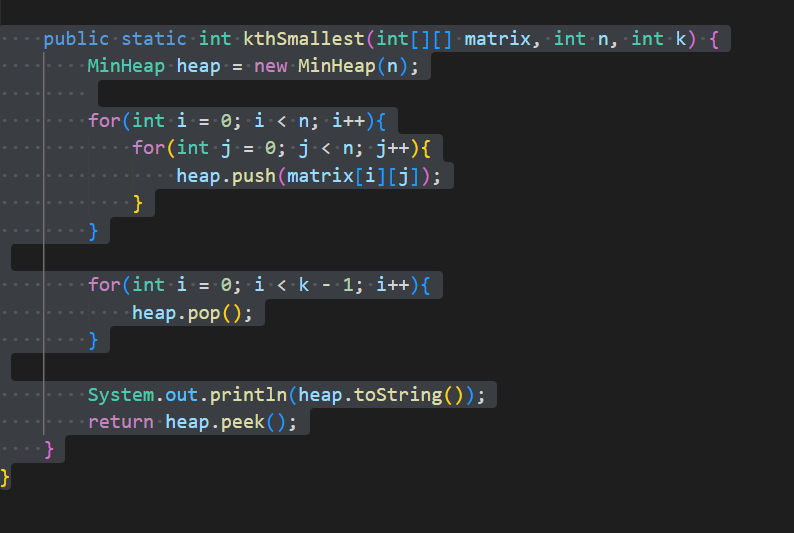 public static int kthSmallest(int[][] matrix, int n, int k) {
MinHeap heap = new MinHeap(n);
for(int i = 0; i < n; i++){
for(int j = 0; j < n; j++){
heap.push(matrix[i][j]);
}
}
for(int i = 0; i < k - 1; i++){
heap.pop();
}
System.out.println(heap.toString());
return heap.peek();
}
}